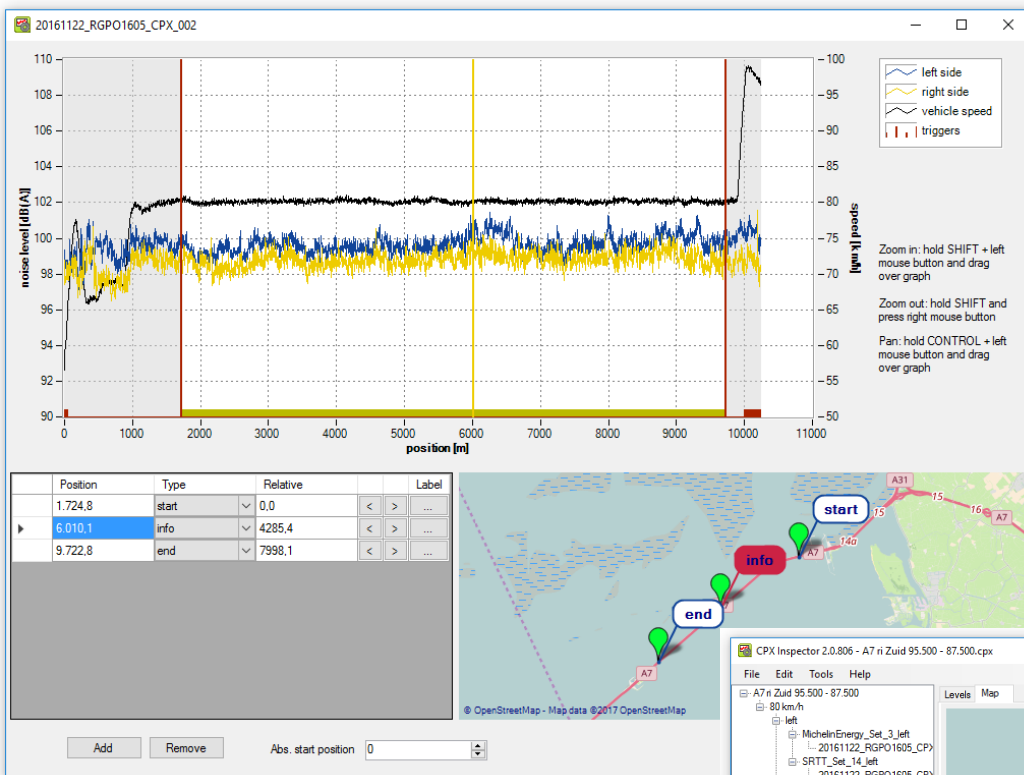 20161122_RGPO1605_CPX_002
110
108
106
104
102
100
98
96
94
92
90
noise level [dB(A)]
100
95
90
85
80
75
70
65
60
55
50
speed [km/h]
0
1000
2000
3000
4000
5000
6000
7000
8000
9000
10000
11000
position [m]
left side
right side
vehicle speed
triggers
Zoom in: hold SHIFT + left
mouse button and drag
over graph
Zoom out: hold SHIFT and
press right mouse button
Pan: hold CONTROL + left
mouse button and drag
over graph
Position Type Relative Label
1.724,8 start 0,0 < > ...
6.010,1 info 4285,4 < > ...
9.722,8 end 7998,1 < > ...
Add
Remove
Abs. start position 0
A31
15
16
A7
start
15
14a
A7
info
end
A7
© OpenStreetMap - Map data ©2017 OpenStreetMap
CPX Inspector 2.0.806 - A7 ri Zuid 95.500 - 87.500.cpx
File Edit Tools Help
A7 ri Zuid 95.500 - 87.500
80 km/h
left
MichelinEnergy_Set_3_left
20161122_RGPO1605_CPX
SRTT_Set_14_left
20161122_RGPO1605_CPX
Levels Map